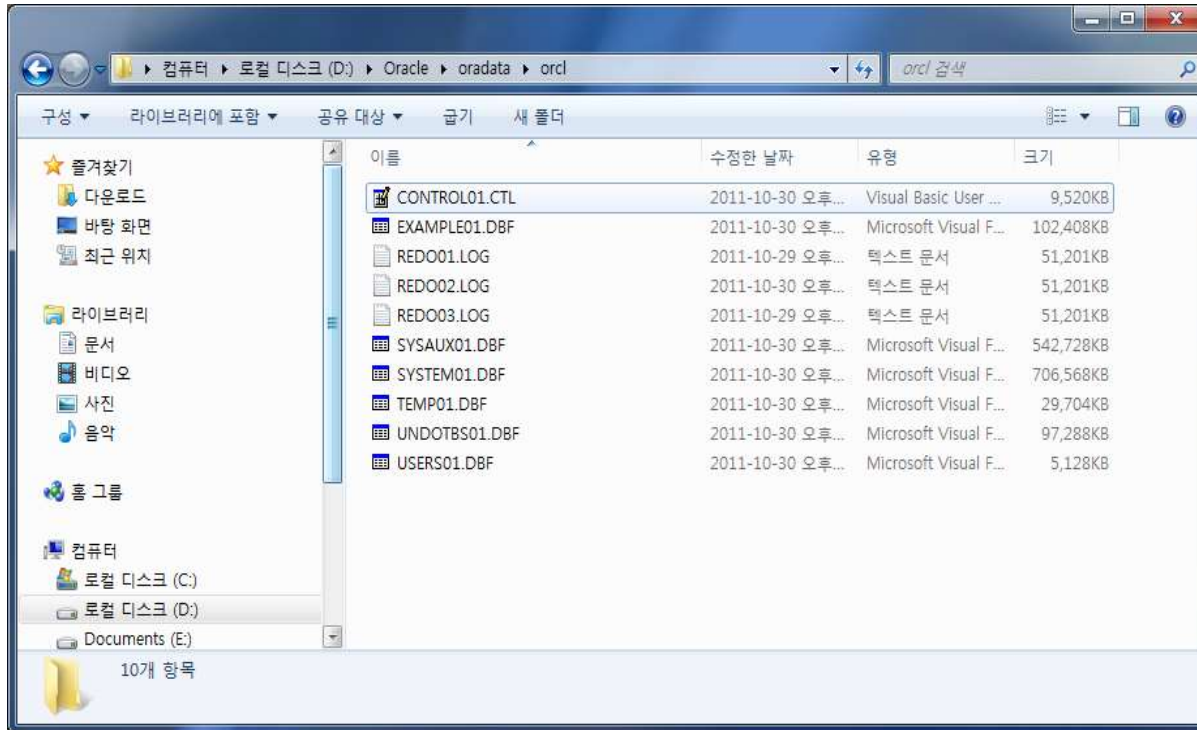 컴퓨터 ▸ 로컬 디스크 (D:) ▸ Oracle ▸ oradata ▸ orcl
orcl 검색
구성 라이브러리에 포함 공유 대상 굽기 새 폴더
즐겨찾기
다운로드
바탕 화면
최근 위치
라이브러리
문서
비디오
사진
음악
홈 그룹
컴퓨터
로컬 디스크 (C:)
로컬 디스크 (D:)
Documents (E:)
이름 수정한 날짜 유형 크기
CONTROL01.CTL 2011-10-30 오후... Visual Basic User ... 9,520KB
EXAMPLE01.DBF 2011-10-30 오후... Microsoft Visual F... 102,408KB
REDO01.LOG 2011-10-29 오후... 텍스트 문서 51,201KB
REDO02.LOG 2011-10-29 오후... 텍스트 문서 51,201KB
REDO03.LOG 2011-10-29 오후... 텍스트 문서 51,201KB
SYSAUX01.DBF 2011-10-30 오후... Microsoft Visual F... 542,728KB
SYSTEM01.DBF 2011-10-30 오후... Microsoft Visual F... 706,568KB
TEMP01.DBF 2011-10-30 오후... Microsoft Visual F... 29,704KB
UNDOTBS01.DBF 2011-10-30 오후... Microsoft Visual F... 97,288KB
USERS01.DBF 2011-10-30 오후... Microsoft Visual F... 5,128KB
10개 항목